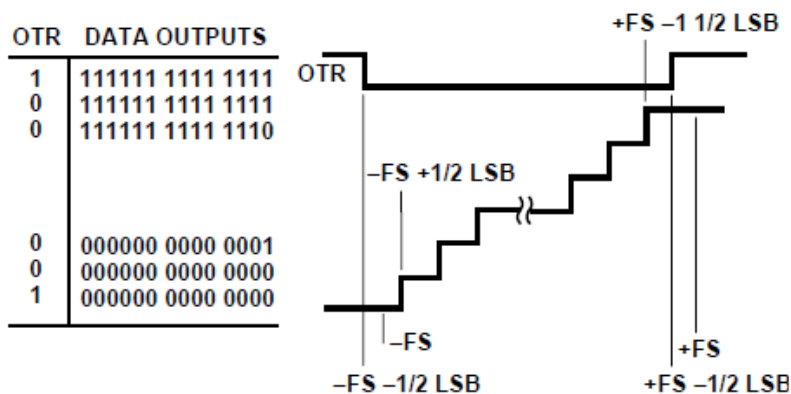 OTR DATA OUTPUTS
1 111111 1111 1111
0 111111 1111 1111
0 111111 1111 1110
0 000000 0000 0001
0 000000 0000 0000
1 000000 0000 0000
+FS –1 1/2 LSB
OTR
–FS +1/2 LSB
–FS
+FS
–FS –1/2 LSB
+FS –1/2 LSB